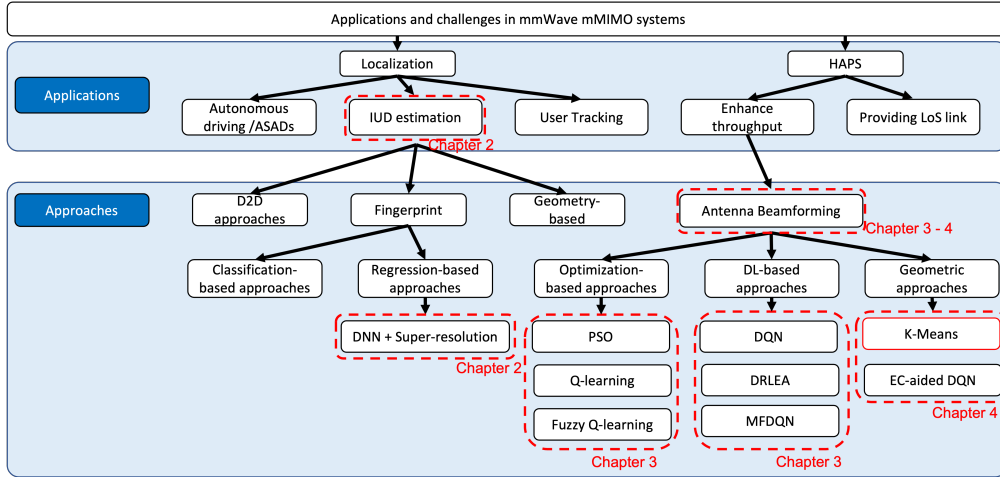 Applications and challenges in mmWave mMIMO systems
Localization
HAPS
Applications
Autonomous
driving /ASADs
IUD estimation
User Tracking
Enhance
throughput
Providing LoS link
Chapter 2
Approaches
D2D
approaches
Fingerprint
Geometry-
based
Antenna Beamforming
Chapter 3 - 4
Classification-
based approaches
Regression-based
approaches
Optimization-
based approaches
DL-based
approaches
Geometric
approaches
DNN + Super-resolution
PSO
DQN
K-Means
Chapter 2
Q-learning
DRLEA
EC-aided DQN
Chapter 4
Fuzzy Q-learning
MFDQN
Chapter 3
Chapter 3